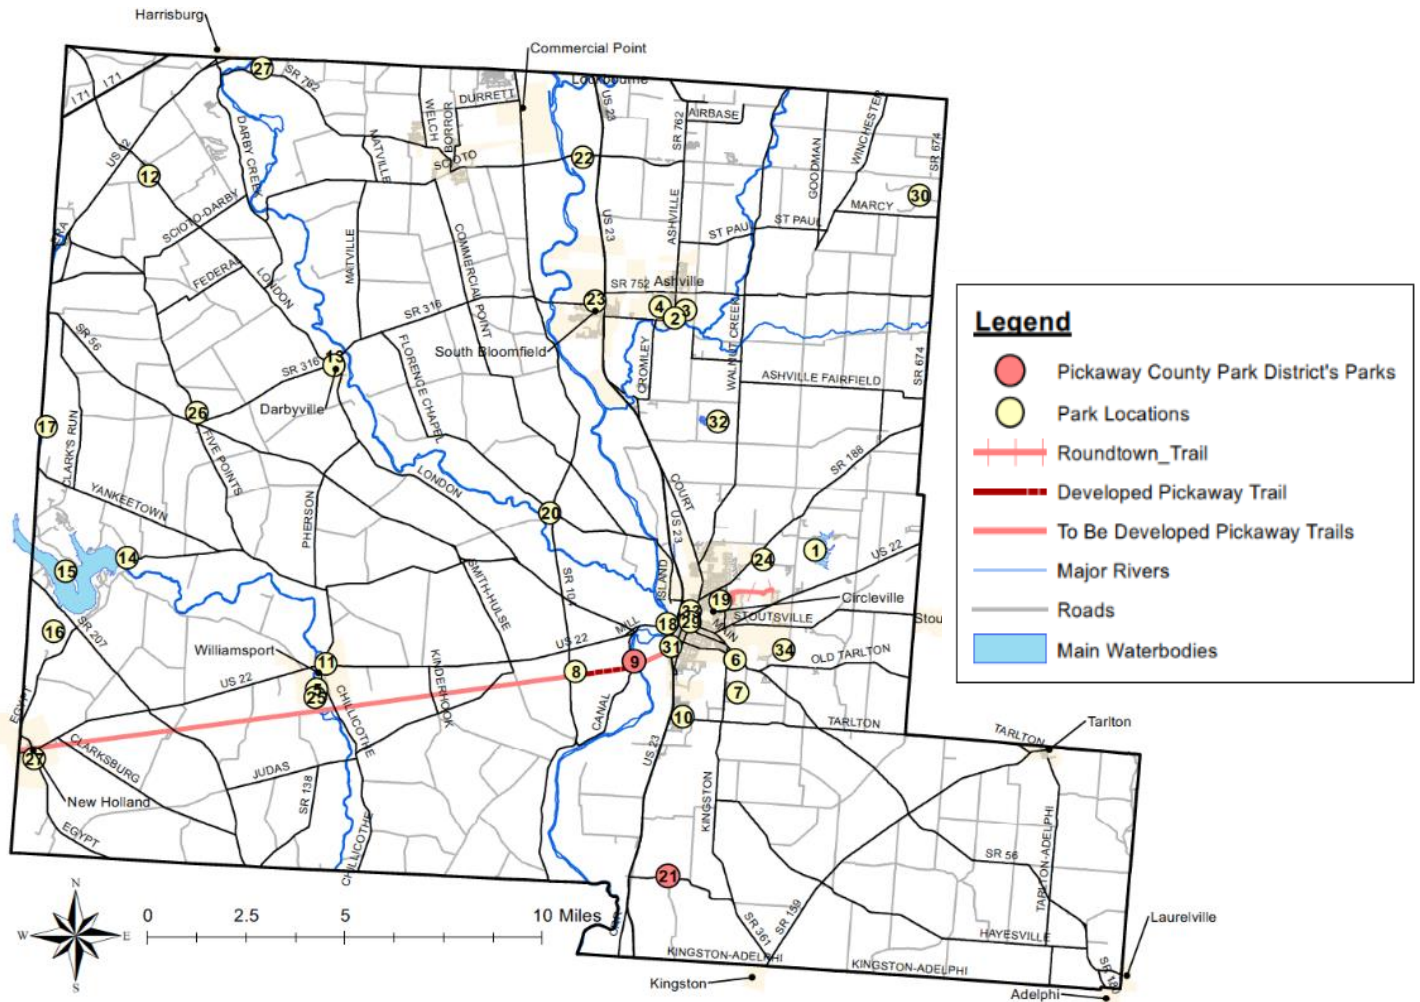 Harrisburg
Commercial Point
Lockbourne
27
SR 762
I 71
I 71
US 62
DURRETT
WELCH
BORROR
US 23
SR 762
AIRBASE
WINCHESTER
GOODMAN
SR 674
DARBY CREEK
MATVILLE
SCIOTO
22
12
30
MARCY
SCIOTO-DARBY
ASHVILLE
US 23
ST PAUL
ST PAUL
MATVILLE
COMMERCIAL POINT
FEDERAL
LONDON
SR 752
Ashville
23
4
3
2
SR 316
South Bloomfield
SR 56
13
SR 316
FLORENCE CHAPEL
CROMLEY
WALNUT CREEK
ASHVILLE FAIRFIELD
SR 674
Darbyville
26
17
32
CLARK'S RUN
FIVE POINTS
SR 188
LONDON
COURT
YANKEETOWN
PHERSON
20
US 23
14
15
24
1
US 22
SMITH-HULSE
SR 104
ISLAND
19
Circleville
33
STOUTSVILLE
Stou
16
SR 207
MILL
18
29
MAIN
US 22
31
34
Williamsport
11
9
6
OLD TARLTON
8
US 22
5
25
KINDERHOOK
7
EGYPT
CHILLICOTHE
CANAL
10
TARLTON
TARLTON
Tarlton
27
CLARKSBURG
US 23
JUDAS
New Holland
SR 138
KINGSTON
EGYPT
CHILLICOTHE
TARLTON-ADELPHI
SR 56
21
SR 361
SR 159
HAYESVILLE
Laurelville
KINGSTON-ADELPHI
KINGSTON-ADELPHI
SR 180
Kingston
Adelphi
N
W
E
S
0
2.5
5
10 Miles
Legend
Pickaway County Park District's Parks
Park Locations
Roundtown_Trail
Developed Pickaway Trail
To Be Developed Pickaway Trails
Major Rivers
Roads
Main Waterbodies